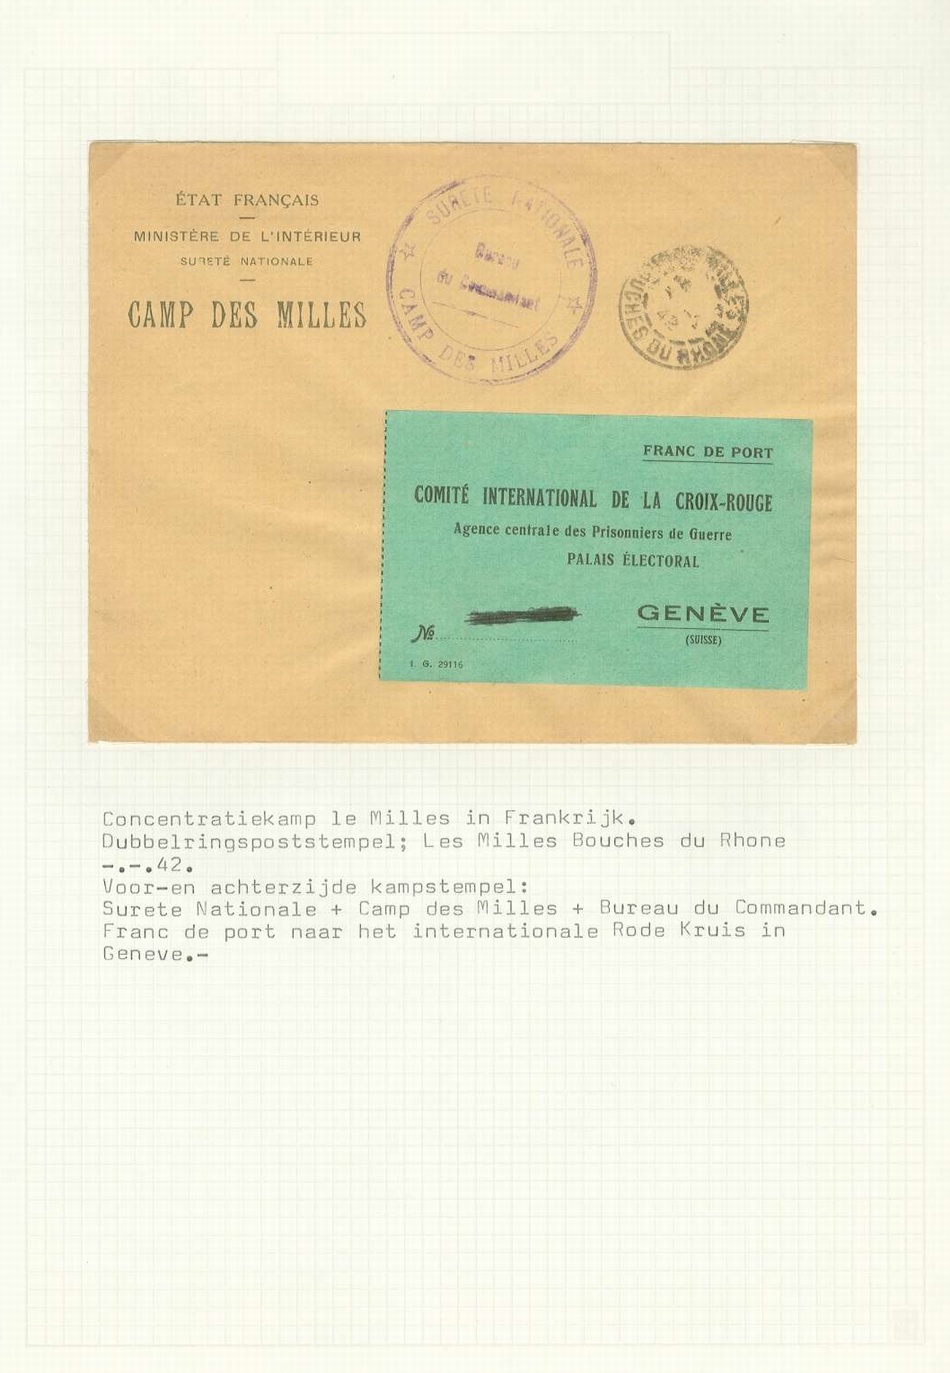 ÉTAT FRANÇAIS
MINISTÈRE DE L'INTÉRIEUR
SURETÉ NATIONALE
CAMP DES MILLES
SURETE NATIONALE
Bureau
du Commandant
CAMP DES MILLES
MILLES
BOUCHES DU RHONE
42
FRANC DE PORT
COMITÉ INTERNATIONAL DE LA CROIX-ROUGE
Agence centrale des Prisonniers de Guerre
PALAIS ÉLECTORAL
GENÈVE
(SUISSE)
No
I. G. 29116
Concentratiekamp le Milles in Frankrijk.
Dubbelringspoststempel; Les Milles Bouches du Rhone
-.-.42.
Voor-en achterzijde kampstempel:
Surete Nationale + Camp des Milles + Bureau du Commandant.
Franc de port naar het internationale Rode Kruis in
Geneve.-